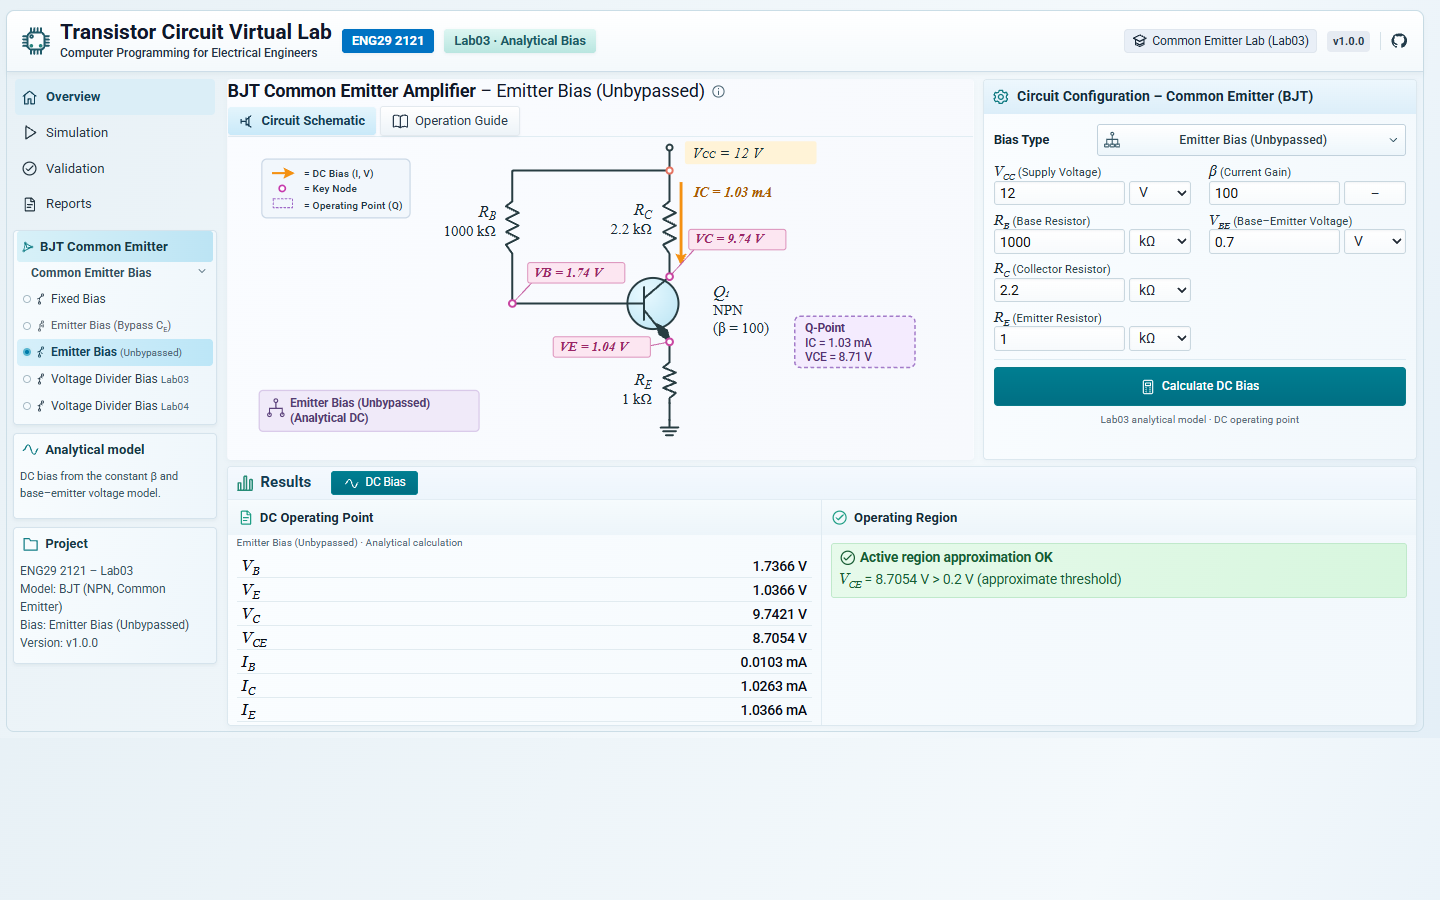 Transistor Circuit Virtual Lab
Computer Programming for Electrical Engineers
ENG29 2121
Lab03 · Analytical Bias
Common Emitter Lab (Lab03)
v1.0.0
Overview
Simulation
Validation
Reports
BJT Common Emitter
Common Emitter Bias
Fixed Bias
Emitter Bias (Bypass CE)
Emitter Bias (Unbypassed)
Voltage Divider Bias Lab03
Voltage Divider Bias Lab04
Analytical model
DC bias from the constant β and
base–emitter voltage model.
Project
ENG29 2121 – Lab03
Model: BJT (NPN, Common
Emitter)
Bias: Emitter Bias (Unbypassed)
Version: v1.0.0
BJT Common Emitter Amplifier – Emitter Bias (Unbypassed)
Circuit Schematic
Operation Guide
= DC Bias (I, V)
= Key Node
= Operating Point (Q)
VCC = 12 V
IC = 1.03 mA
RB
1000 kΩ
RC
2.2 kΩ
VC = 9.74 V
VB = 1.74 V
Q1
NPN
(β = 100)
VE = 1.04 V
Q-Point
IC = 1.03 mA
VCE = 8.71 V
RE
1 kΩ
Emitter Bias (Unbypassed)
(Analytical DC)
Circuit Configuration – Common Emitter (BJT)
Bias Type
Emitter Bias (Unbypassed)
VCC (Supply Voltage)
12
V
β (Current Gain)
100
–
RB (Base Resistor)
1000
kΩ
VBE (Base–Emitter Voltage)
0.7
V
RC (Collector Resistor)
2.2
kΩ
RE (Emitter Resistor)
1
kΩ
Calculate DC Bias
Lab03 analytical model · DC operating point
Results
DC Bias
DC Operating Point
Emitter Bias (Unbypassed) · Analytical calculation
VB 1.7366 V
VE 1.0366 V
VC 9.7421 V
VCE 8.7054 V
IB 0.0103 mA
IC 1.0263 mA
IE 1.0366 mA
Operating Region
Active region approximation OK
VCE = 8.7054 V > 0.2 V (approximate threshold)